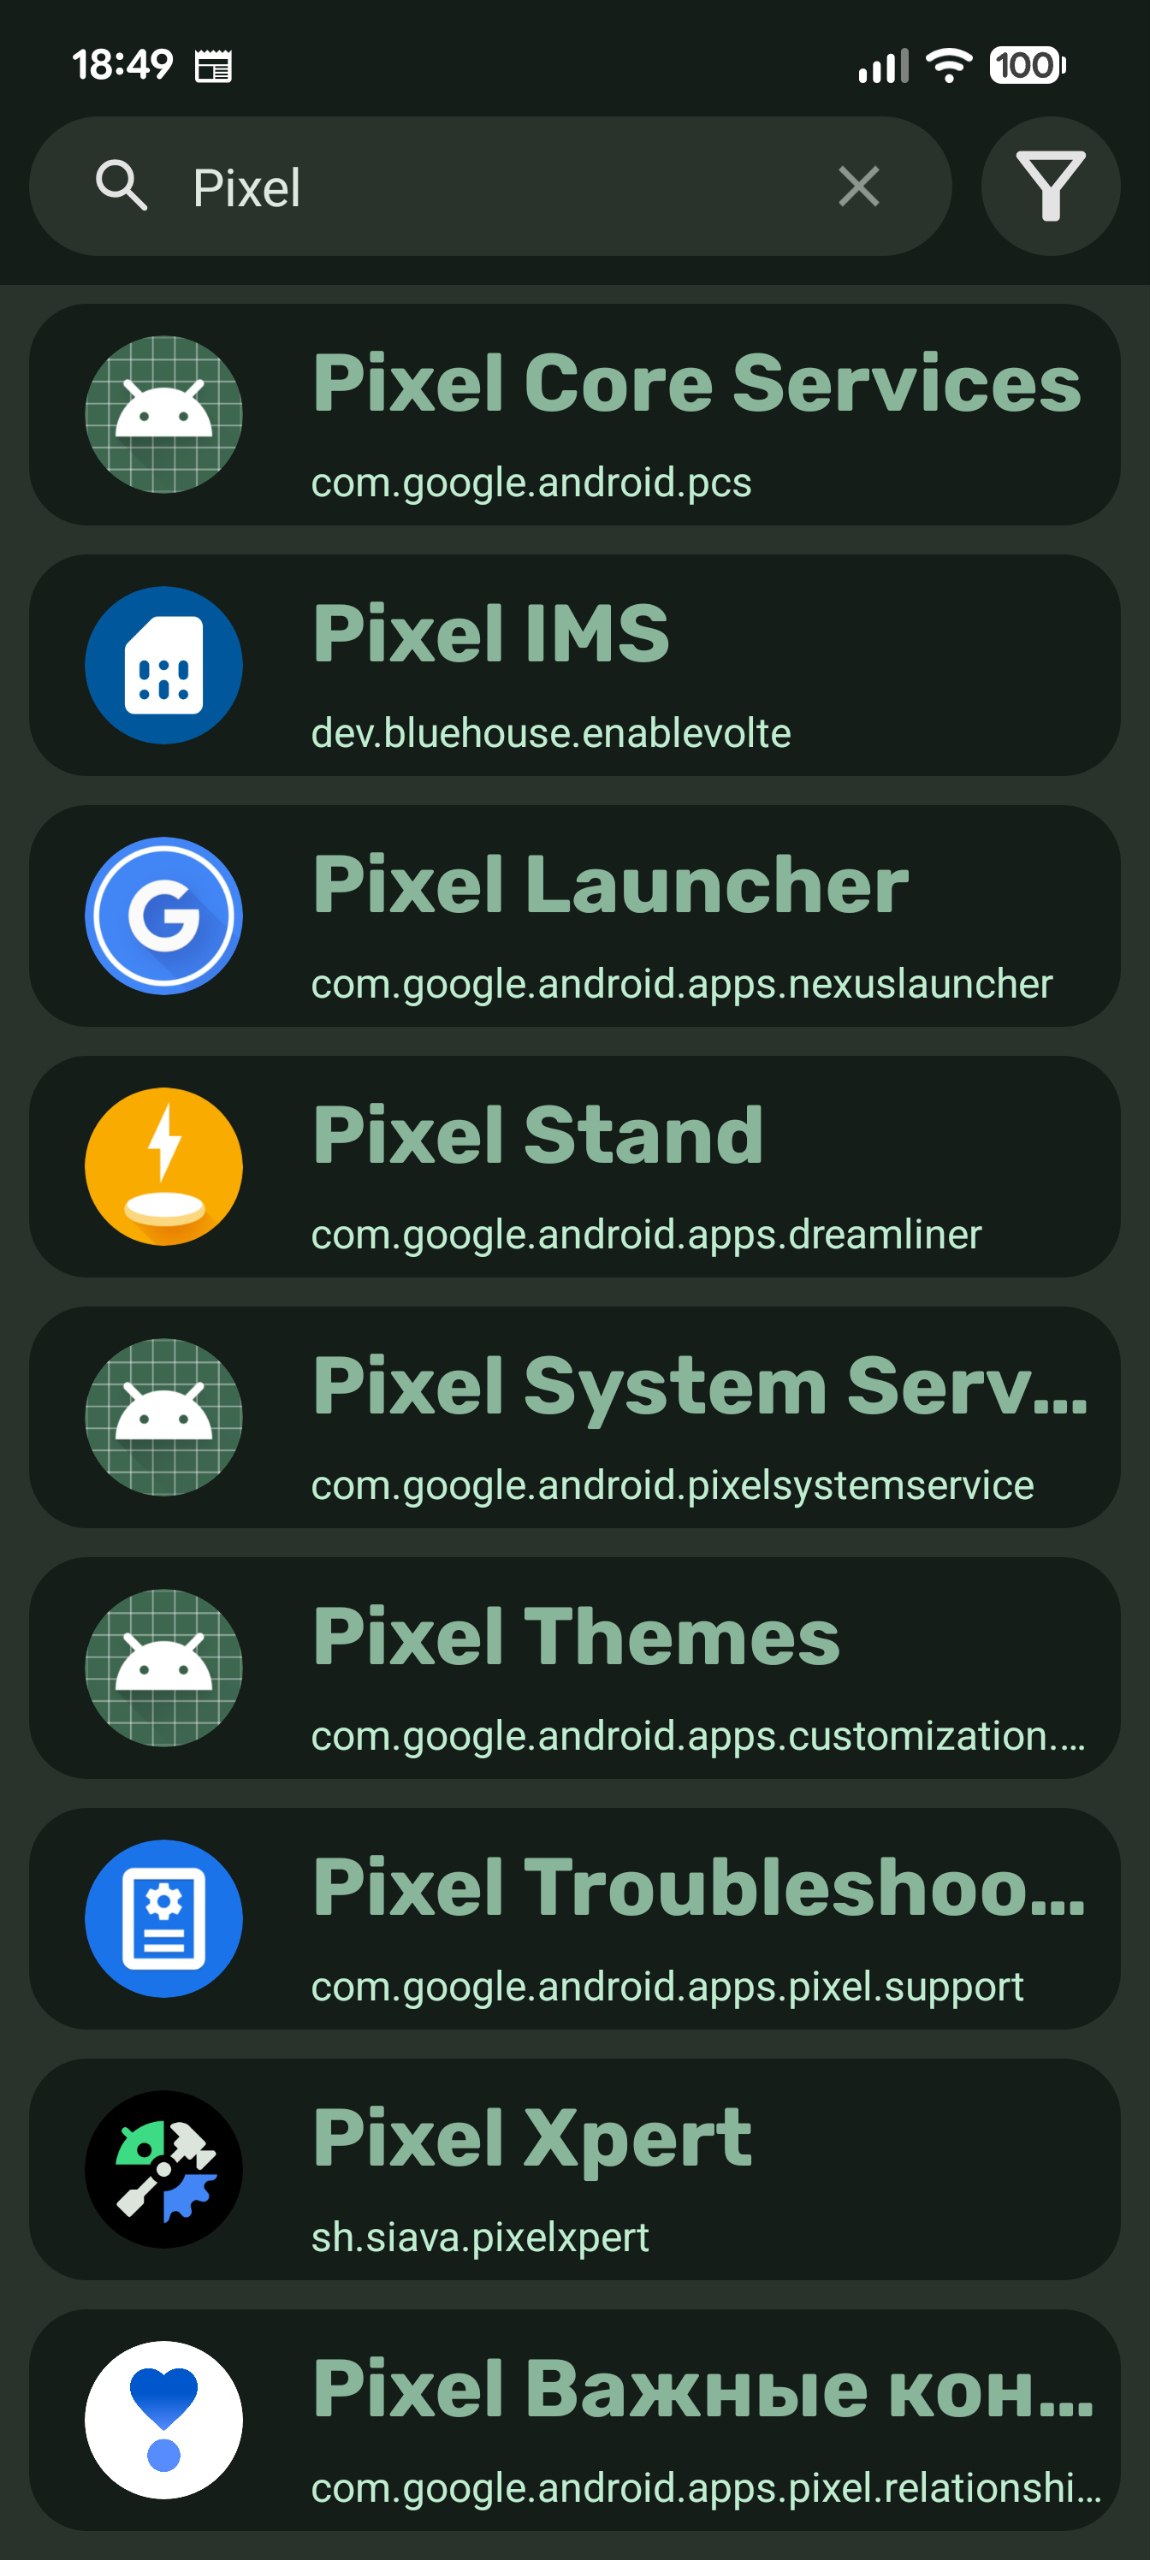 18:49
100
Pixel
Pixel Core Services
com.google.android.pcs
Pixel IMS
dev.bluehouse.enablevolte
G
Pixel Launcher
com.google.android.apps.nexuslauncher
Pixel Stand
com.google.android.apps.dreamliner
Pixel System Serv...
com.google.android.pixelsystemservice
Pixel Themes
com.google.android.apps.customization....
Pixel Troubleshoo...
com.google.android.apps.pixel.support
Pixel Xpert
sh.siava.pixelxpert
Pixel Важные кон...
com.google.android.apps.pixel.relationshi...